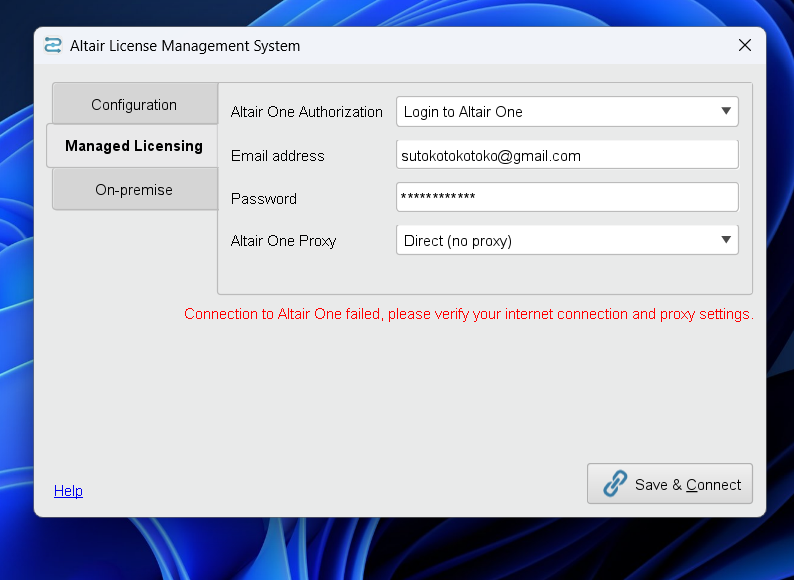 Altair License Management System
Configuration
Managed Licensing
On-premise
Altair One Authorization Login to Altair One
Email address sutokotokotoko@gmail.com
Password ************
Altair One Proxy Direct (no proxy)
Connection to Altair One failed, please verify your internet connection and proxy settings.
Help
Save & Connect